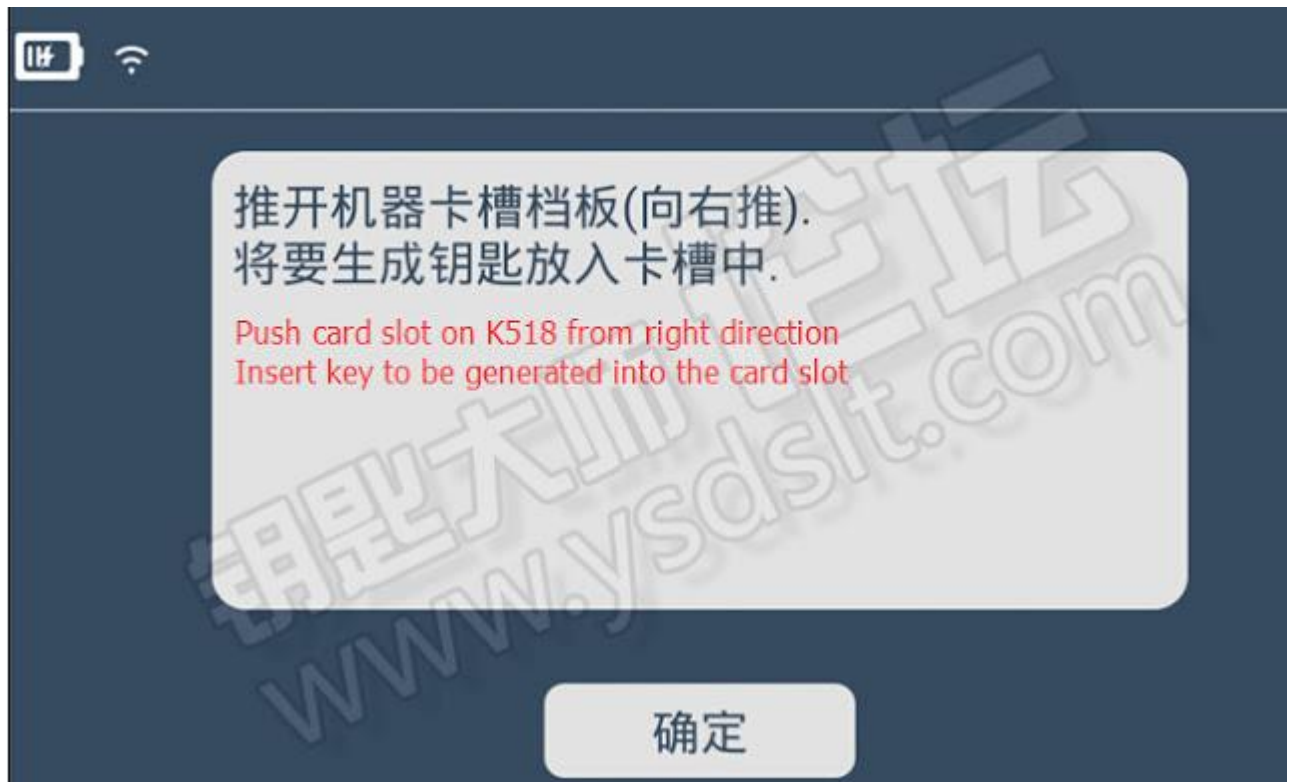 推开机器卡槽档板(向右推).
将要生成钥匙放入卡槽中.
Push card slot on K518 from right direction
Insert key to be generated into the card slot
钥匙大师论坛
www.ysdslt.com
确定